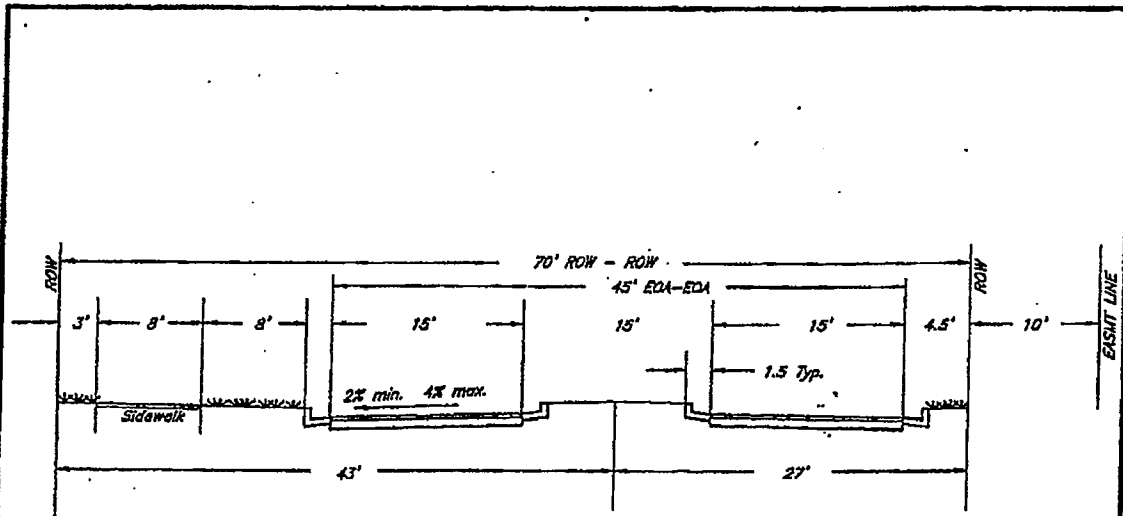 70' ROW - ROW
ROW
ROW
45' EOA-EOA
EASMT LINE
3'
8'
8'
15'
15'
15'
4.5'
10'
1.5 Typ.
2% min. 4% max.
Sidewalk
43'
27'